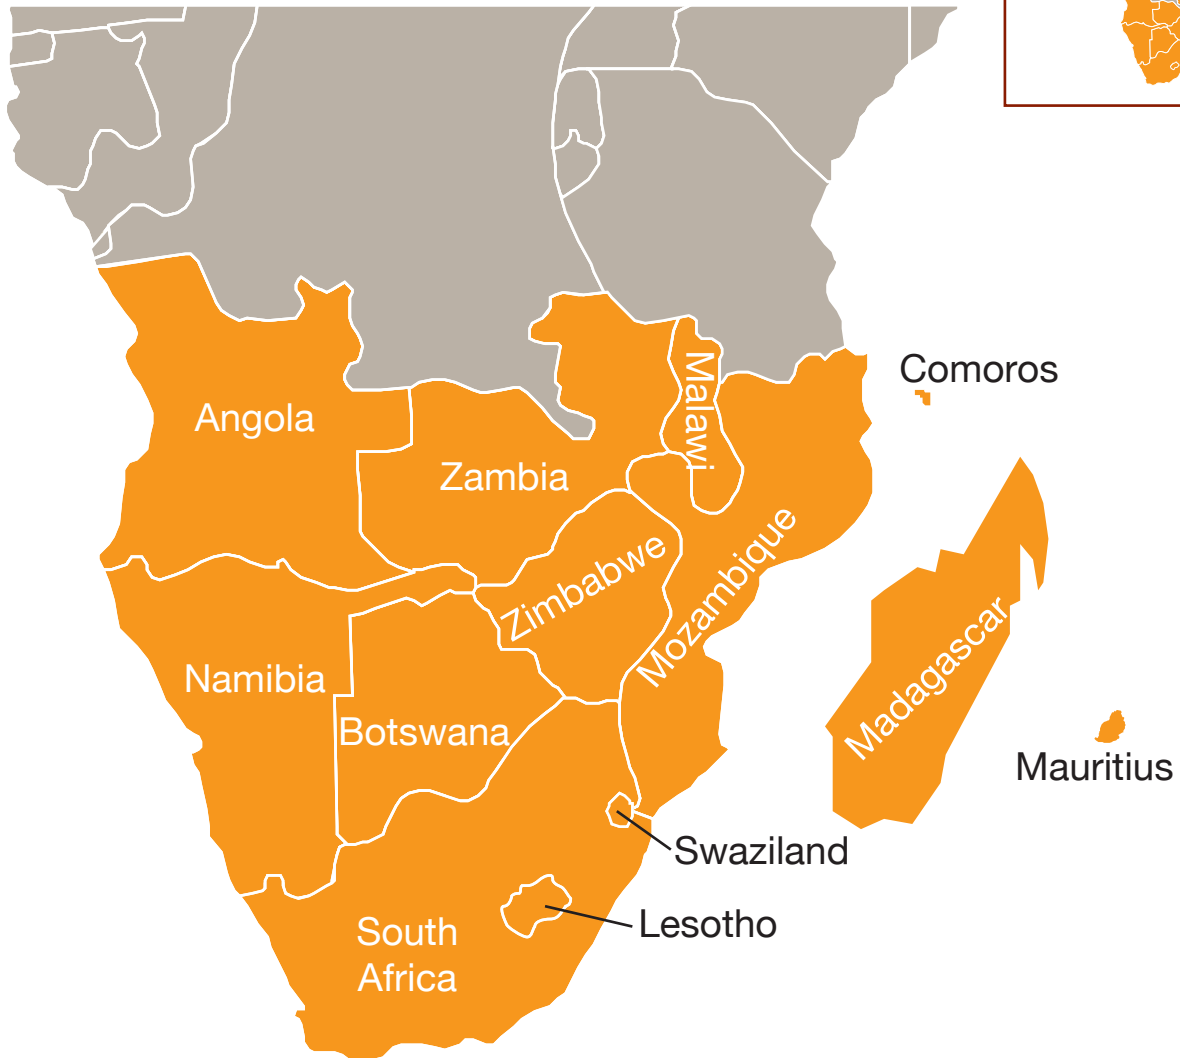 Malawi
Comoros
Angola
Zambia
Zimbabwe
Mozambique
Madagascar
Namibia
Botswana
Mauritius
Swaziland
Lesotho
South
Africa